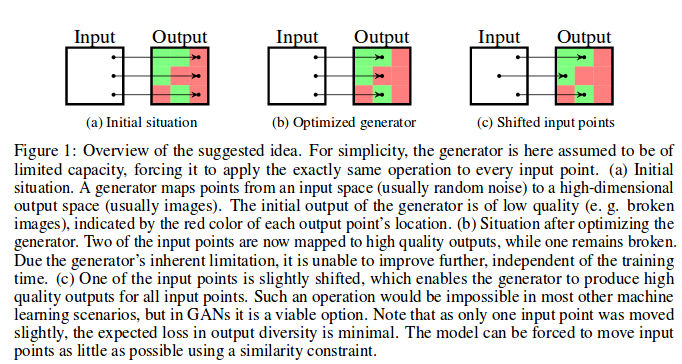 Input Output Input Output Input Output
(a) Initial situation (b) Optimized generator (c) Shifted input points
Figure 1: Overview of the suggested idea. For simplicity, the generator is here assumed to be of
limited capacity, forcing it to apply the exactly same operation to every input point. (a) Initial
situation. A generator maps points from an input space (usually random noise) to a high-dimensional
output space (usually images). The initial output of the generator is of low quality (e. g. broken
images), indicated by the red color of each output point's location. (b) Situation after optimizing the
generator. Two of the input points are now mapped to high quality outputs, while one remains broken.
Due the generator's inherent limitation, it is unable to improve further, independent of the training
time. (c) One of the input points is slightly shifted, which enables the generator to produce high
quality outputs for all input points. Such an operation would be impossible in most other machine
learning scenarios, but in GANs it is a viable option. Note that as only one input point was moved
slightly, the expected loss in output diversity is minimal. The model can be forced to move input
points as little as possible using a similarity constraint.